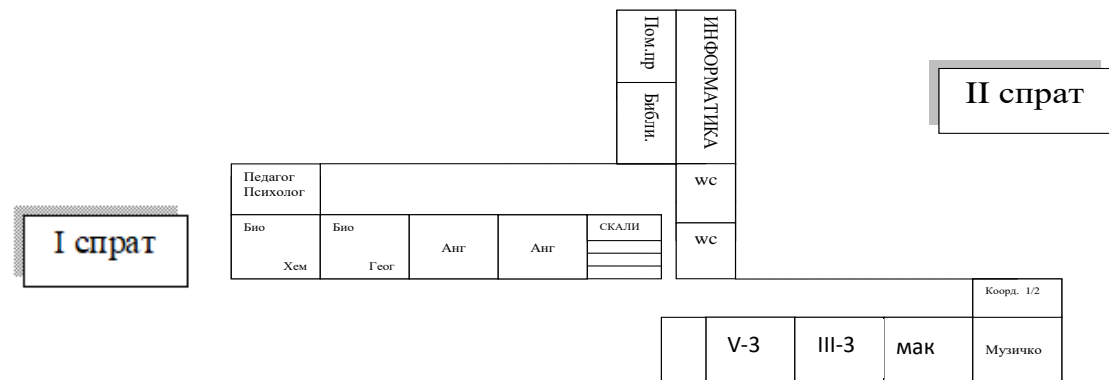 Пом.пр
ИНФОРМАТИКА
Библи.
II спрат
Педагог
Психолог
wc
I спрат
Био
Хем
Био
Геог
Анг
Анг
СКАЛИ
wc
Коорд. 1/2
V-3
III-3
мак
Музичко